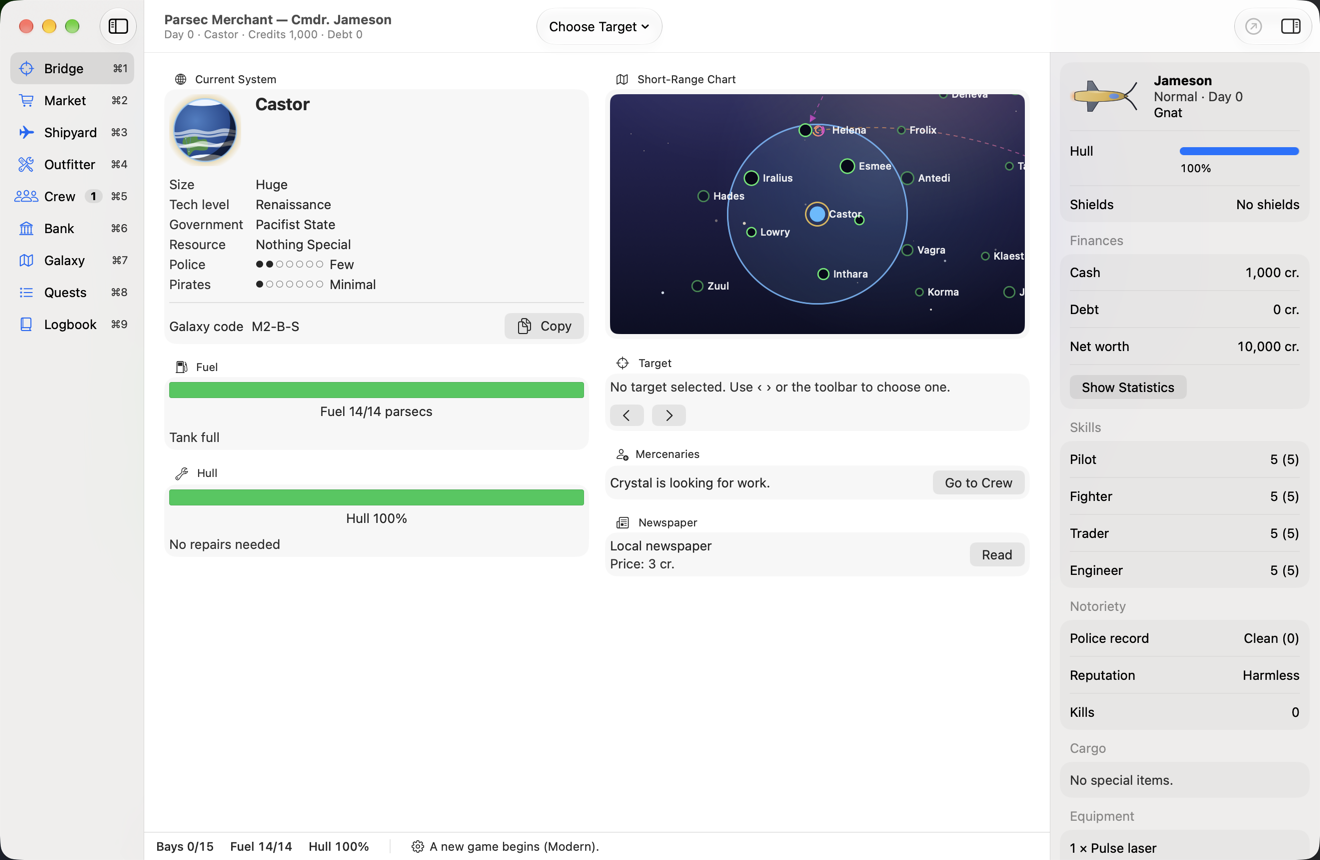 Parsec Merchant — Cmdr. Jameson
Day 0 · Castor · Credits 1,000 · Debt 0
Choose Target
Bridge ⌘1
Market ⌘2
Shipyard ⌘3
Outfitter ⌘4
Crew 1 ⌘5
Bank ⌘6
Galaxy ⌘7
Quests ⌘8
Logbook ⌘9
Current System
Castor
Size Huge
Tech level Renaissance
Government Pacifist State
Resource Nothing Special
Police Few
Pirates Minimal
Galaxy code M2-B-S
Copy
Fuel
Fuel 14/14 parsecs
Tank full
Hull
Hull 100%
No repairs needed
Short-Range Chart
Deneva
Helena
Frolix
Esmee
Iralius
Antedi
Hades
Castor
Lowry
Vagra
Klaest
Inthara
Zuul
Korma
Target
No target selected. Use ‹ › or the toolbar to choose one.
Mercenaries
Crystal is looking for work.
Go to Crew
Newspaper
Local newspaper
Price: 3 cr.
Read
Jameson
Normal · Day 0
Gnat
Hull
100%
Shields No shields
Finances
Cash 1,000 cr.
Debt 0 cr.
Net worth 10,000 cr.
Show Statistics
Skills
Pilot 5 (5)
Fighter 5 (5)
Trader 5 (5)
Engineer 5 (5)
Notoriety
Police record Clean (0)
Reputation Harmless
Kills 0
Cargo
No special items.
Equipment
1 × Pulse laser
Bays 0/15 Fuel 14/14 Hull 100% A new game begins (Modern).